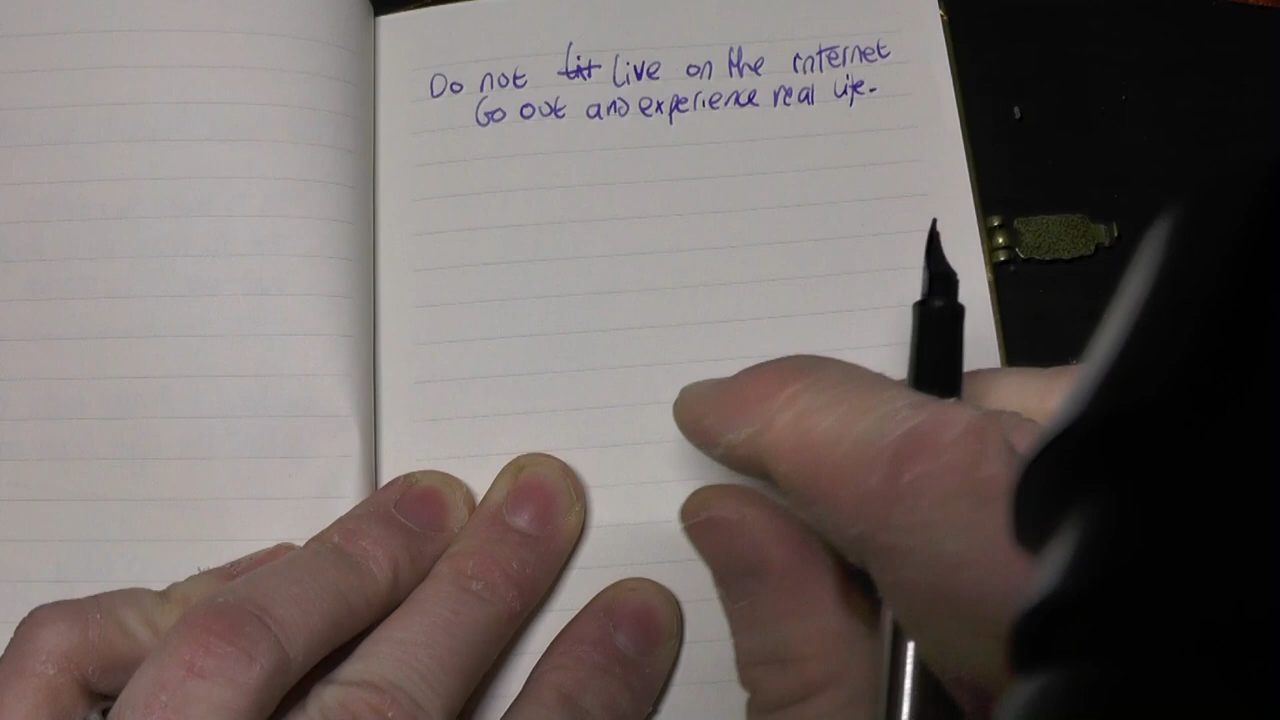 Do not Live on the internet
Go out and experience real life.